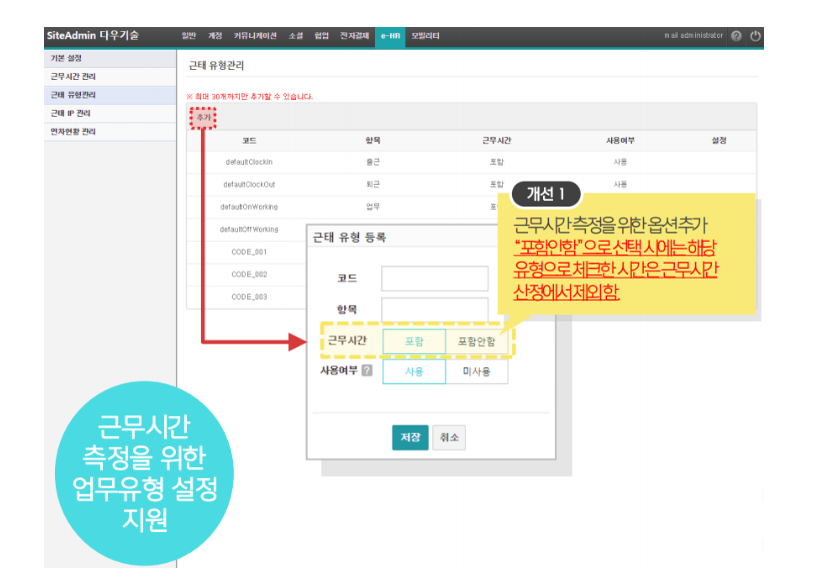 SiteAdmin 다우기술
일반 계정 커뮤니케이션 소셜 협업 전자결재 e-HR 모빌리티
mail administrator
기본 설정
근무시간 관리
근태 유형관리
근태 IP 관리
연차현황 관리
근태 유형관리
× 최대 30개까지만 추가할 수 있습니다.
추가
코드 항목 근무시간 사용여부 설정
defaultClockIn 출근 포함 사용
defaultClockOut 퇴근 포함 사용
defaultOnWorking 업무
defaultOffWorking
CODE_001
CODE_002
CODE_003
개선 1
근무시간 측정을 위한 옵션 추가
“포함안함”으로 선택 시에는 해당
유형으로 체크한 시간은 근무시간
산정에서 제외함.
근태 유형 등록
코드
항목
근무시간 포함 포함안함
사용여부 ? 사용 미사용
저장 취소
근무시간
측정을 위한
업무유형 설정
지원